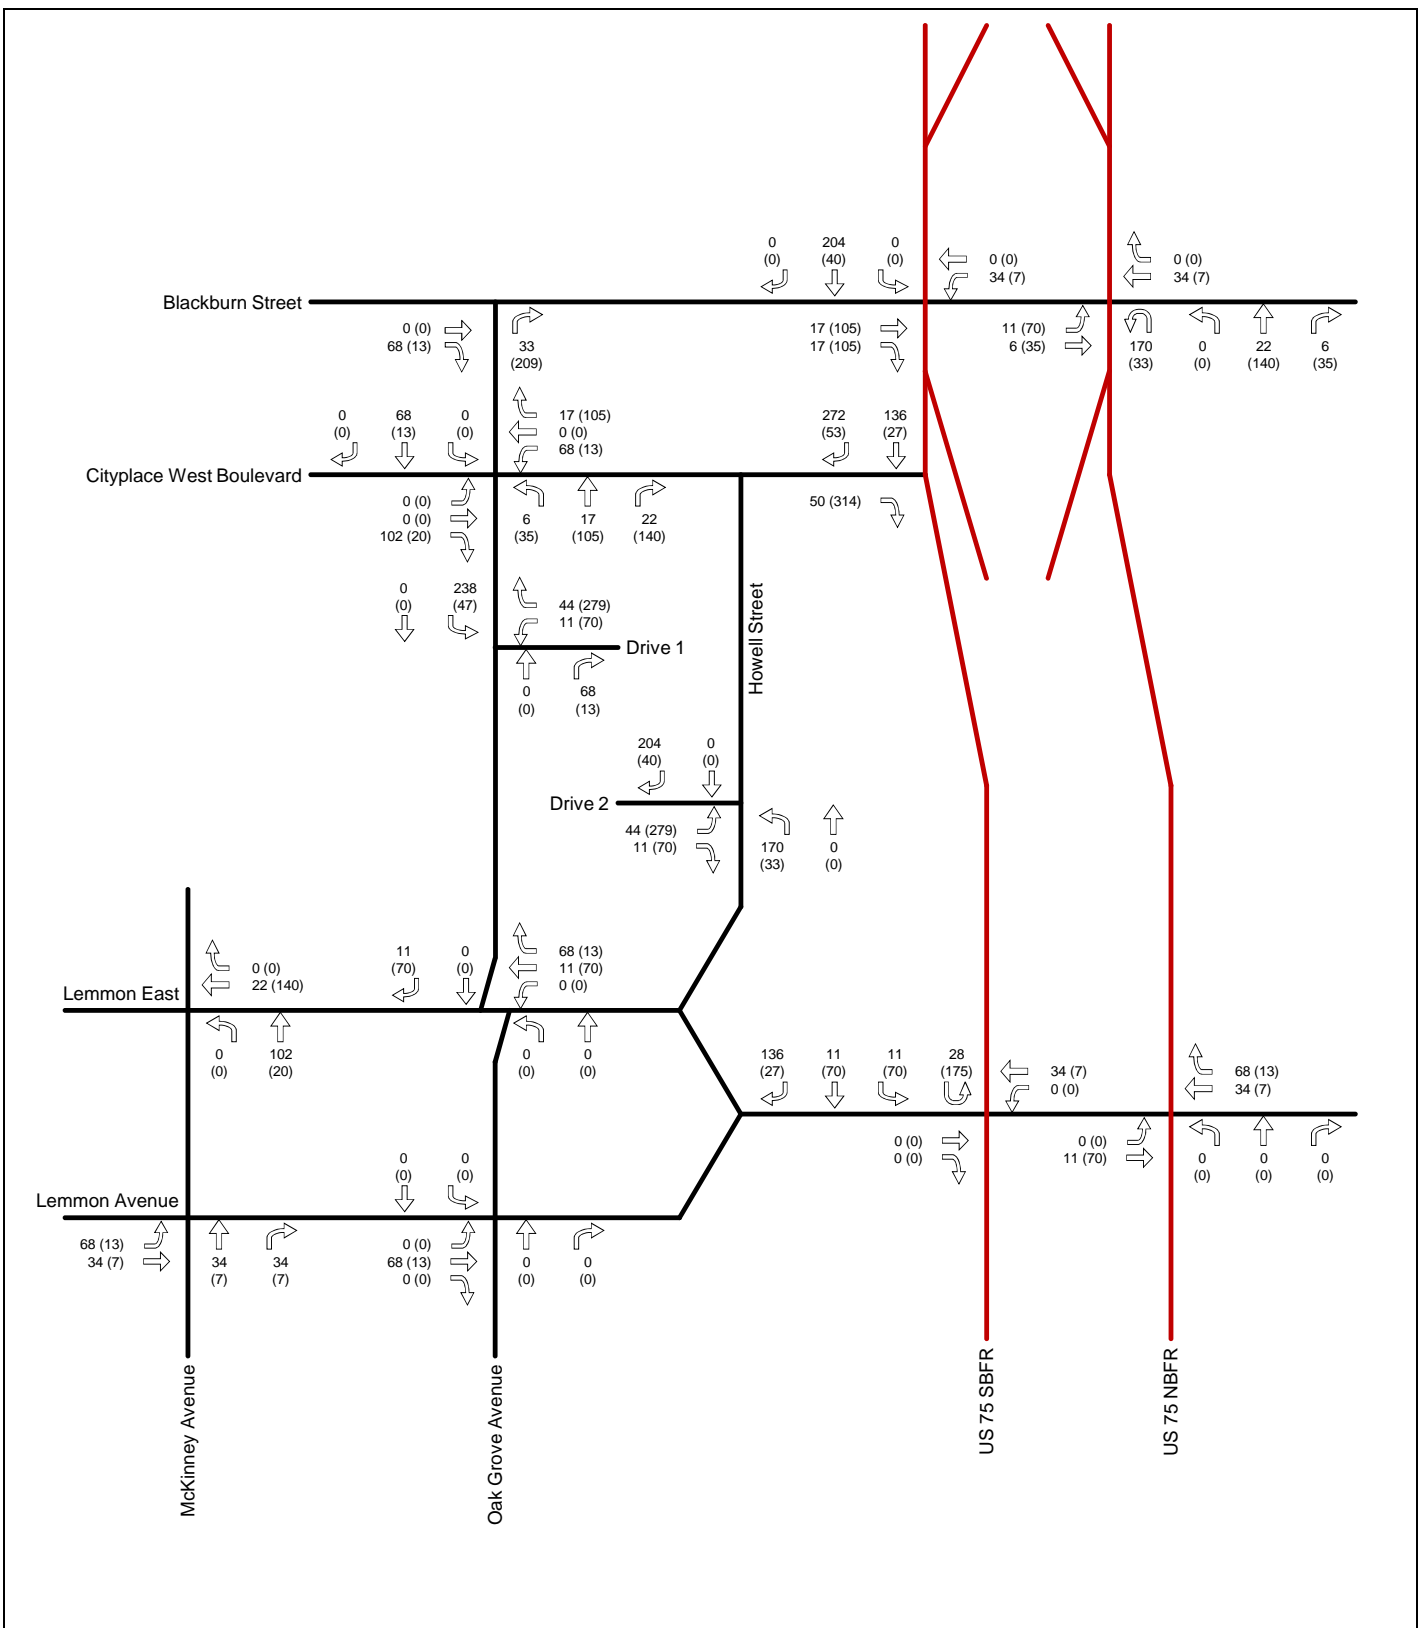 0 204 0
(0) (40) (0)
0 (0)
34 (7)
0 (0)
34 (7)
Blackburn Street
0 (0)
68 (13)
33
(209)
17 (105)
17 (105)
11 (70)
6 (35)
170 0 22 6
(33) (0) (140) (35)
0 68 0
(0) (13) (0)
17 (105)
0 (0)
68 (13)
272 136
(53) (27)
Cityplace West Boulevard
0 (0)
0 (0)
102 (20)
6 17 22
(35) (105) (140)
50 (314)
0 238
(0) (47)
44 (279)
11 (70)
Drive 1
Howell Street
0 68
(0) (13)
204 0
(40) (0)
Drive 2
44 (279)
11 (70)
170 0
(33) (0)
0 (0)
22 (140)
11 0
(70) (0)
68 (13)
11 (70)
0 (0)
Lemmon East
0 102
(0) (20)
0 0
(0) (0)
136 11 11 28
(27) (70) (70) (175)
34 (7)
0 (0)
68 (13)
34 (7)
0 (0)
0 (0)
0 (0)
11 (70)
0 0 0
(0) (0) (0)
0 0
(0) (0)
Lemmon Avenue
68 (13)
34 (7)
34 34
(7) (7)
0 (0)
68 (13)
0 (0)
0 0
(0) (0)
McKinney Avenue
Oak Grove Avenue
US 75 SBFR
US 75 NBFR